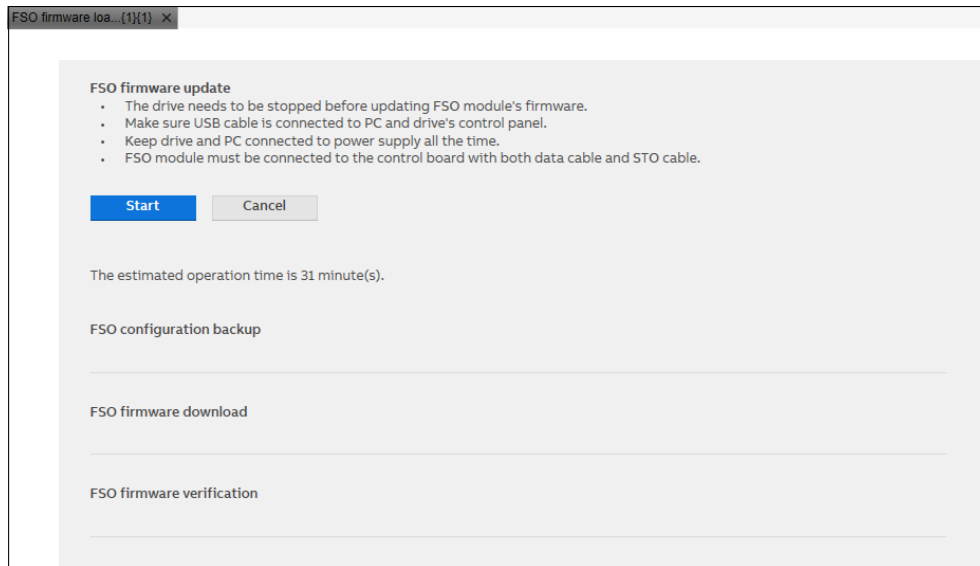 FSO firmware loa...{1}{1} ×
FSO firmware update
• The drive needs to be stopped before updating FSO module's firmware.
• Make sure USB cable is connected to PC and drive's control panel.
• Keep drive and PC connected to power supply all the time.
• FSO module must be connected to the control board with both data cable and STO cable.
Start Cancel
The estimated operation time is 31 minute(s).
FSO configuration backup
FSO firmware download
FSO firmware verification